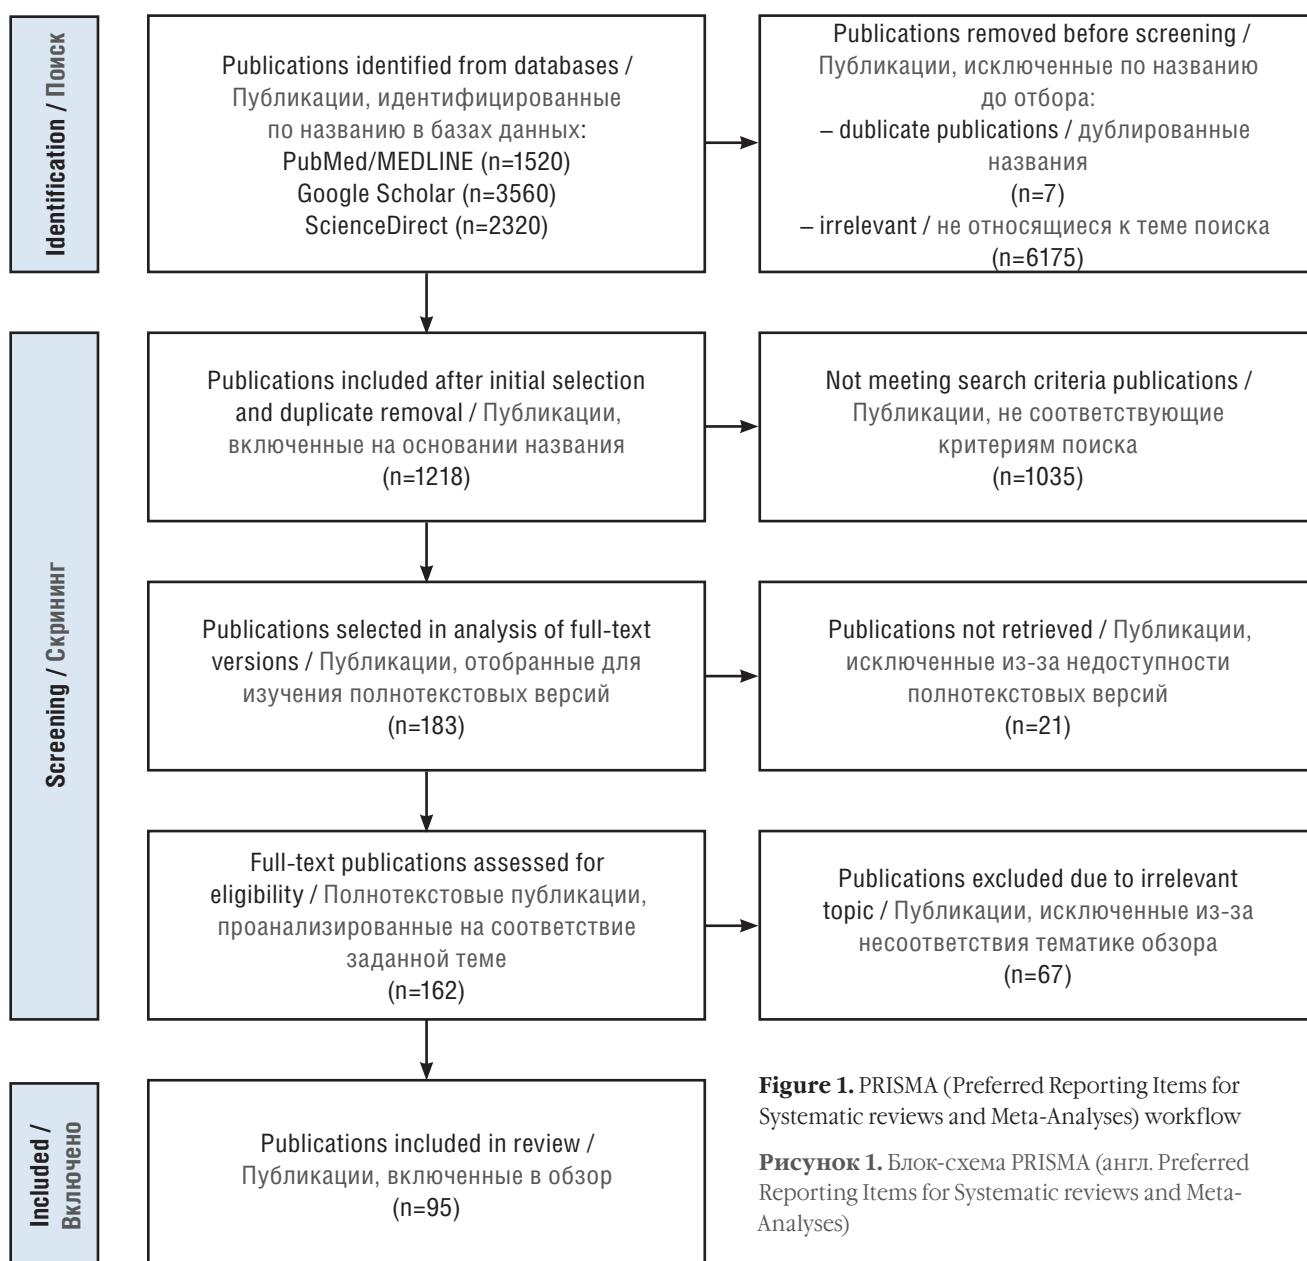 Identification / Поиск
Publications identified from databases /
Публикации, идентифицированные
по названию в базах данных:
PubMed/MEDLINE (n=1520)
Google Scholar (n=3560)
ScienceDirect (n=2320)
Publications removed before screening /
Публикации, исключенные по названию
до отбора:
– dublicate publications / дублированные
названия
(n=7)
– irrelevant / не относящиеся к теме поиска
(n=6175)
Screening / Скрининг
Publications included after initial selection
and duplicate removal / Публикации,
включенные на основании названия
(n=1218)
Not meeting search criteria publications /
Публикации, не соответствующие
критериям поиска
(n=1035)
Publications selected in analysis of full-text
versions / Публикации, отобранные для
изучения полнотекстовых версий
(n=183)
Publications not retrieved / Публикации,
исключенные из-за недоступности
полнотекстовых версий
(n=21)
Full-text publications assessed for
eligibility / Полнотекстовые публикации,
проанализированные на соответствие
заданной теме
(n=162)
Publications excluded due to irrelevant
topic / Публикации, исключенные из-за
несоответствия тематике обзора
(n=67)
Included /
Включено
Publications included in review /
Публикации, включенные в обзор
(n=95)
Figure 1. PRISMA (Preferred Reporting Items for
Systematic reviews and Meta-Analyses) workflow
Рисунок 1. Блок-схема PRISMA (англ. Preferred
Reporting Items for Systematic reviews and Meta-
Analyses)